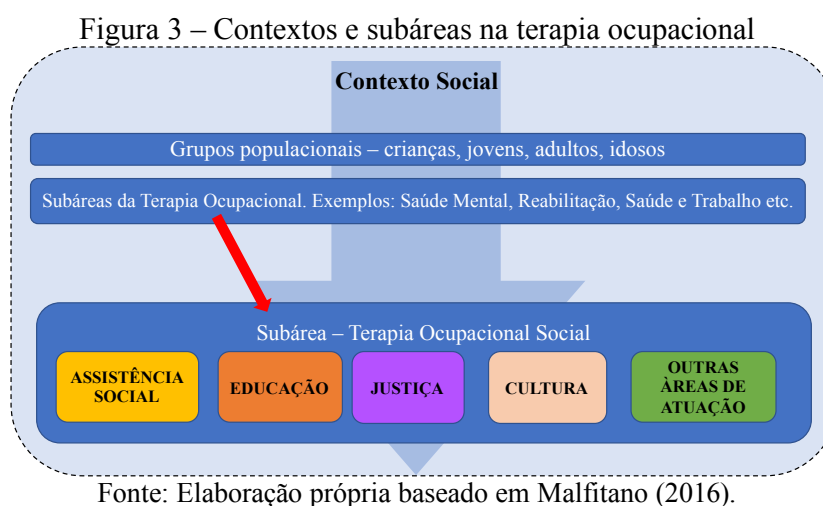 Figura 3 – Contextos e subáreas na terapia ocupacional
Contexto Social
Grupos populacionais – crianças, jovens, adultos, idosos
Subáreas da Terapia Ocupacional. Exemplos: Saúde Mental, Reabilitação, Saúde e Trabalho etc.
Subárea – Terapia Ocupacional Social
ASSISTÊNCIA
SOCIAL
EDUCAÇÃO
JUSTIÇA
CULTURA
OUTRAS
ÀREAS DE
ATUAÇÃO
Fonte: Elaboração própria baseado em Malfitano (2016).